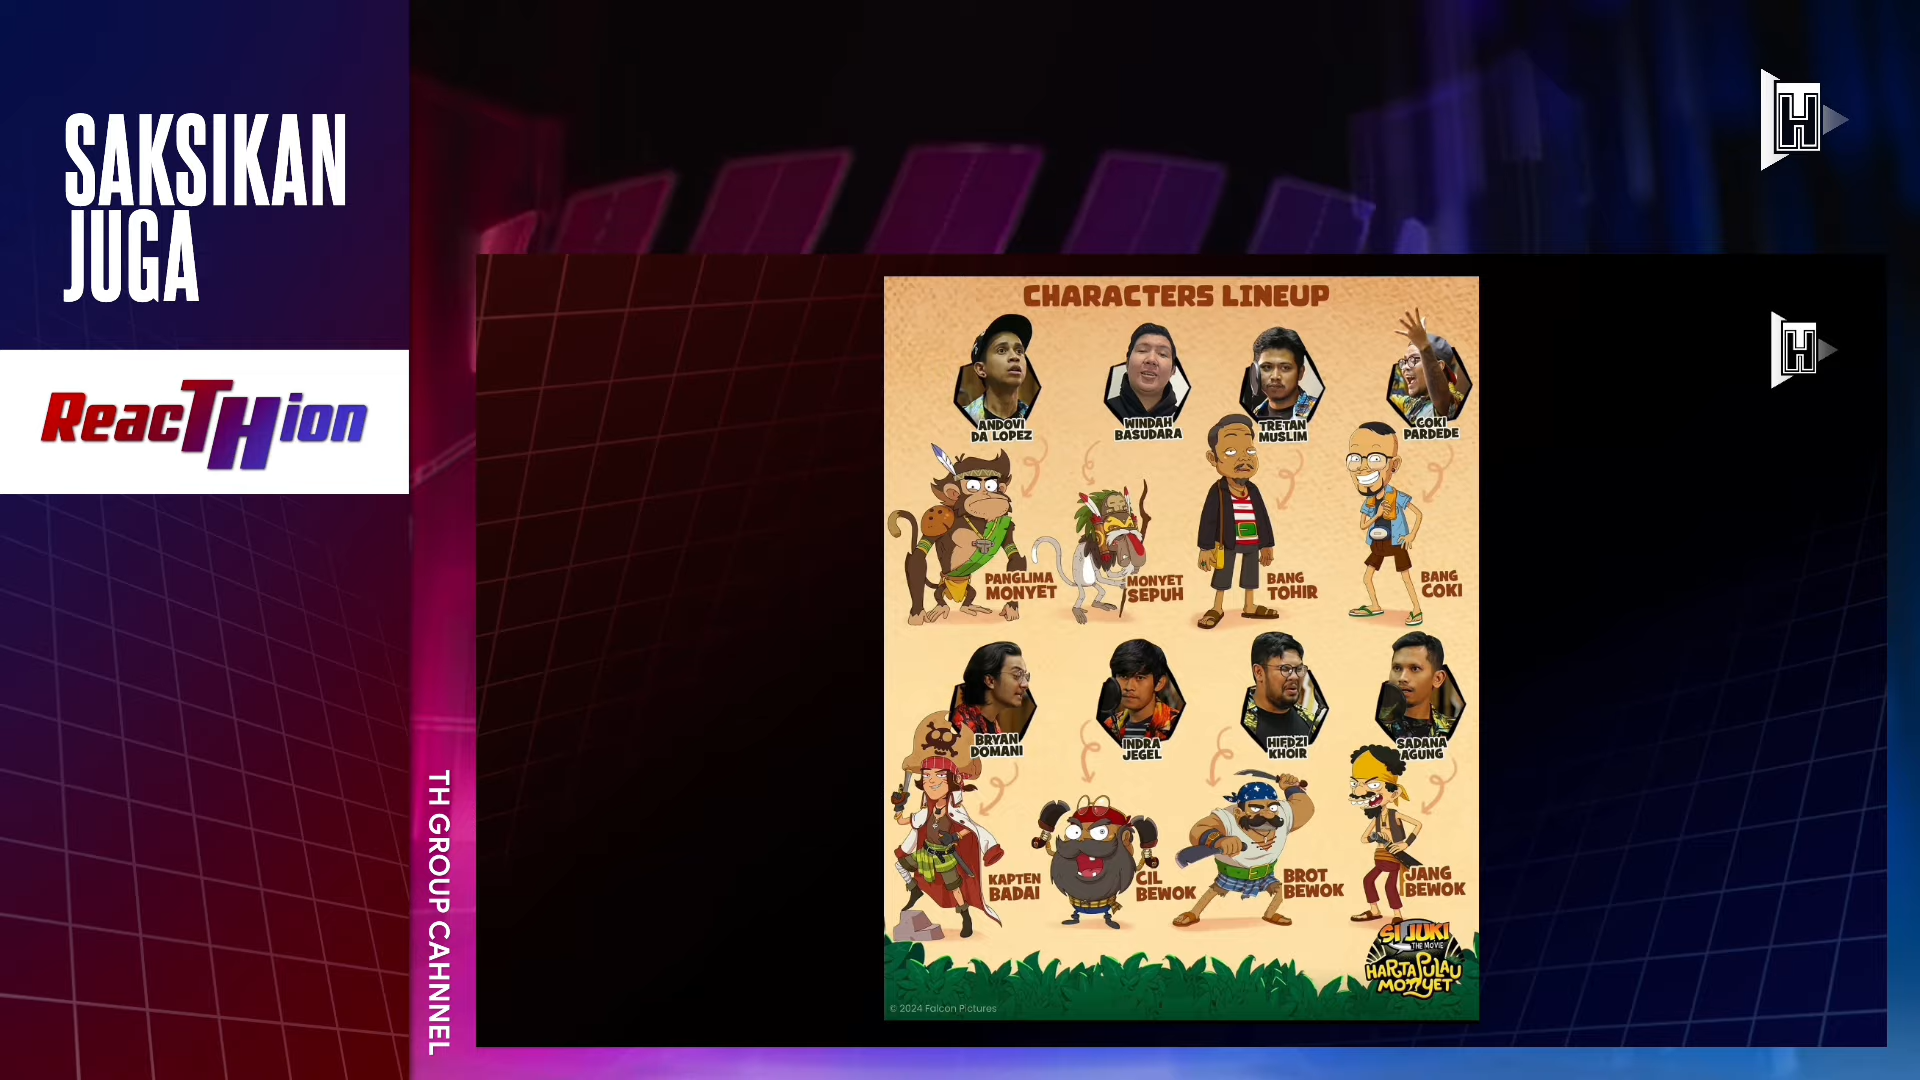 SAKSIKAN
JUGA
ReacTHion
TH GROUP CAHNNEL
TH
TH
CHARACTERS LINEUP
ANDOVI
DA LOPEZ
WINDAH
BASUDARA
TRETAN
MUSLIM
COKI
PARDEDE
PANGLIMA
MONYET
MONYET
SEPUH
BANG
TOHIR
BANG
COKI
BRYAN
DOMANI
INDRA
JEGEL
HIFDZI
KHOIR
SADANA
AGUNG
KAPTEN
BADAI
CIL
BEWOK
BROT
BEWOK
JANG
BEWOK
SI JUKI
THE MOVIE
HARTA PULAU
MONYET
© 2024 Falcon Pictures